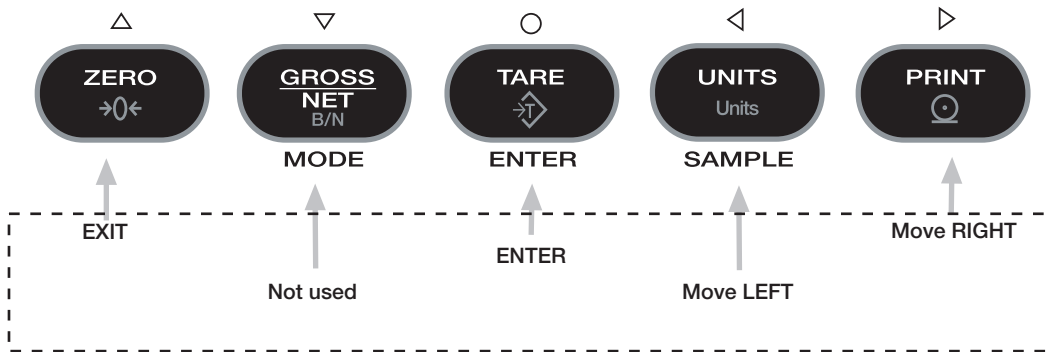 ZERO
GROSS
NET
B/N
TARE
T
UNITS
Units
PRINT
MODE
ENTER
SAMPLE
EXIT
Move RIGHT
ENTER
Not used
Move LEFT